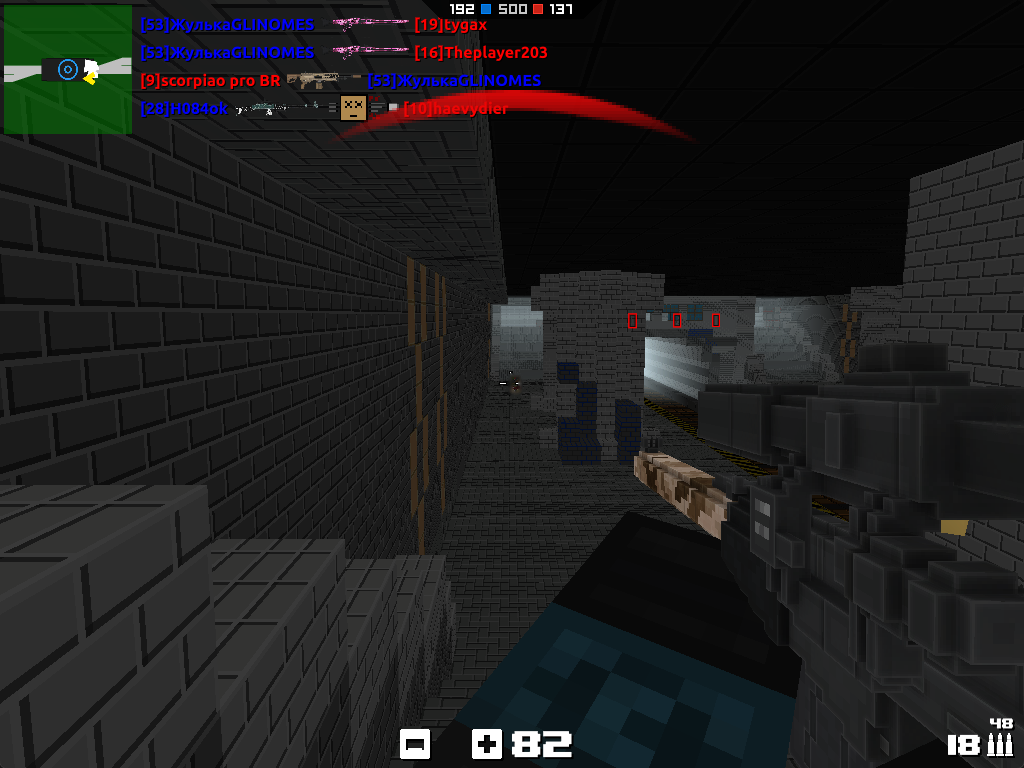 192 500 131
[53]ЖулькаGLINOMES [19]tygax
[53]ЖулькаGLINOMES [16]Theplayer203
[9]scorpiao pro BR [53]ЖулькаGLINOMES
[28]H084ok [10]haevydier
82
48
18